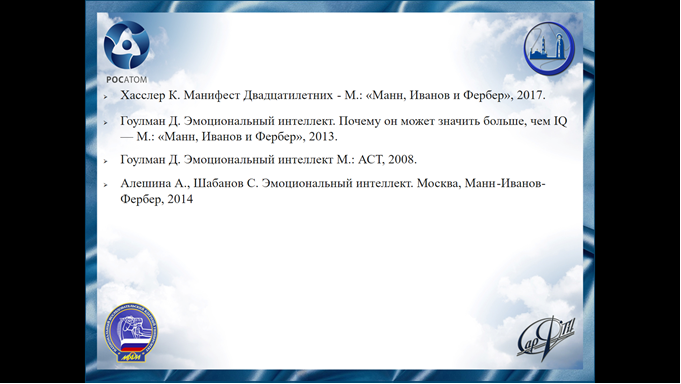 РОСАТОМ
Хасслер К. Манифест Двадцатилетних - М.: «Манн, Иванов и Фербер», 2017.
Гоулман Д. Эмоциональный интеллект. Почему он может значить больше, чем IQ
— М.: «Манн, Иванов и Фербер», 2013.
Гоулман Д. Эмоциональный интеллект М.: АСТ, 2008.
Алешина А., Шабанов С. Эмоциональный интеллект. Москва, Манн-Иванов-
Фербер, 2014